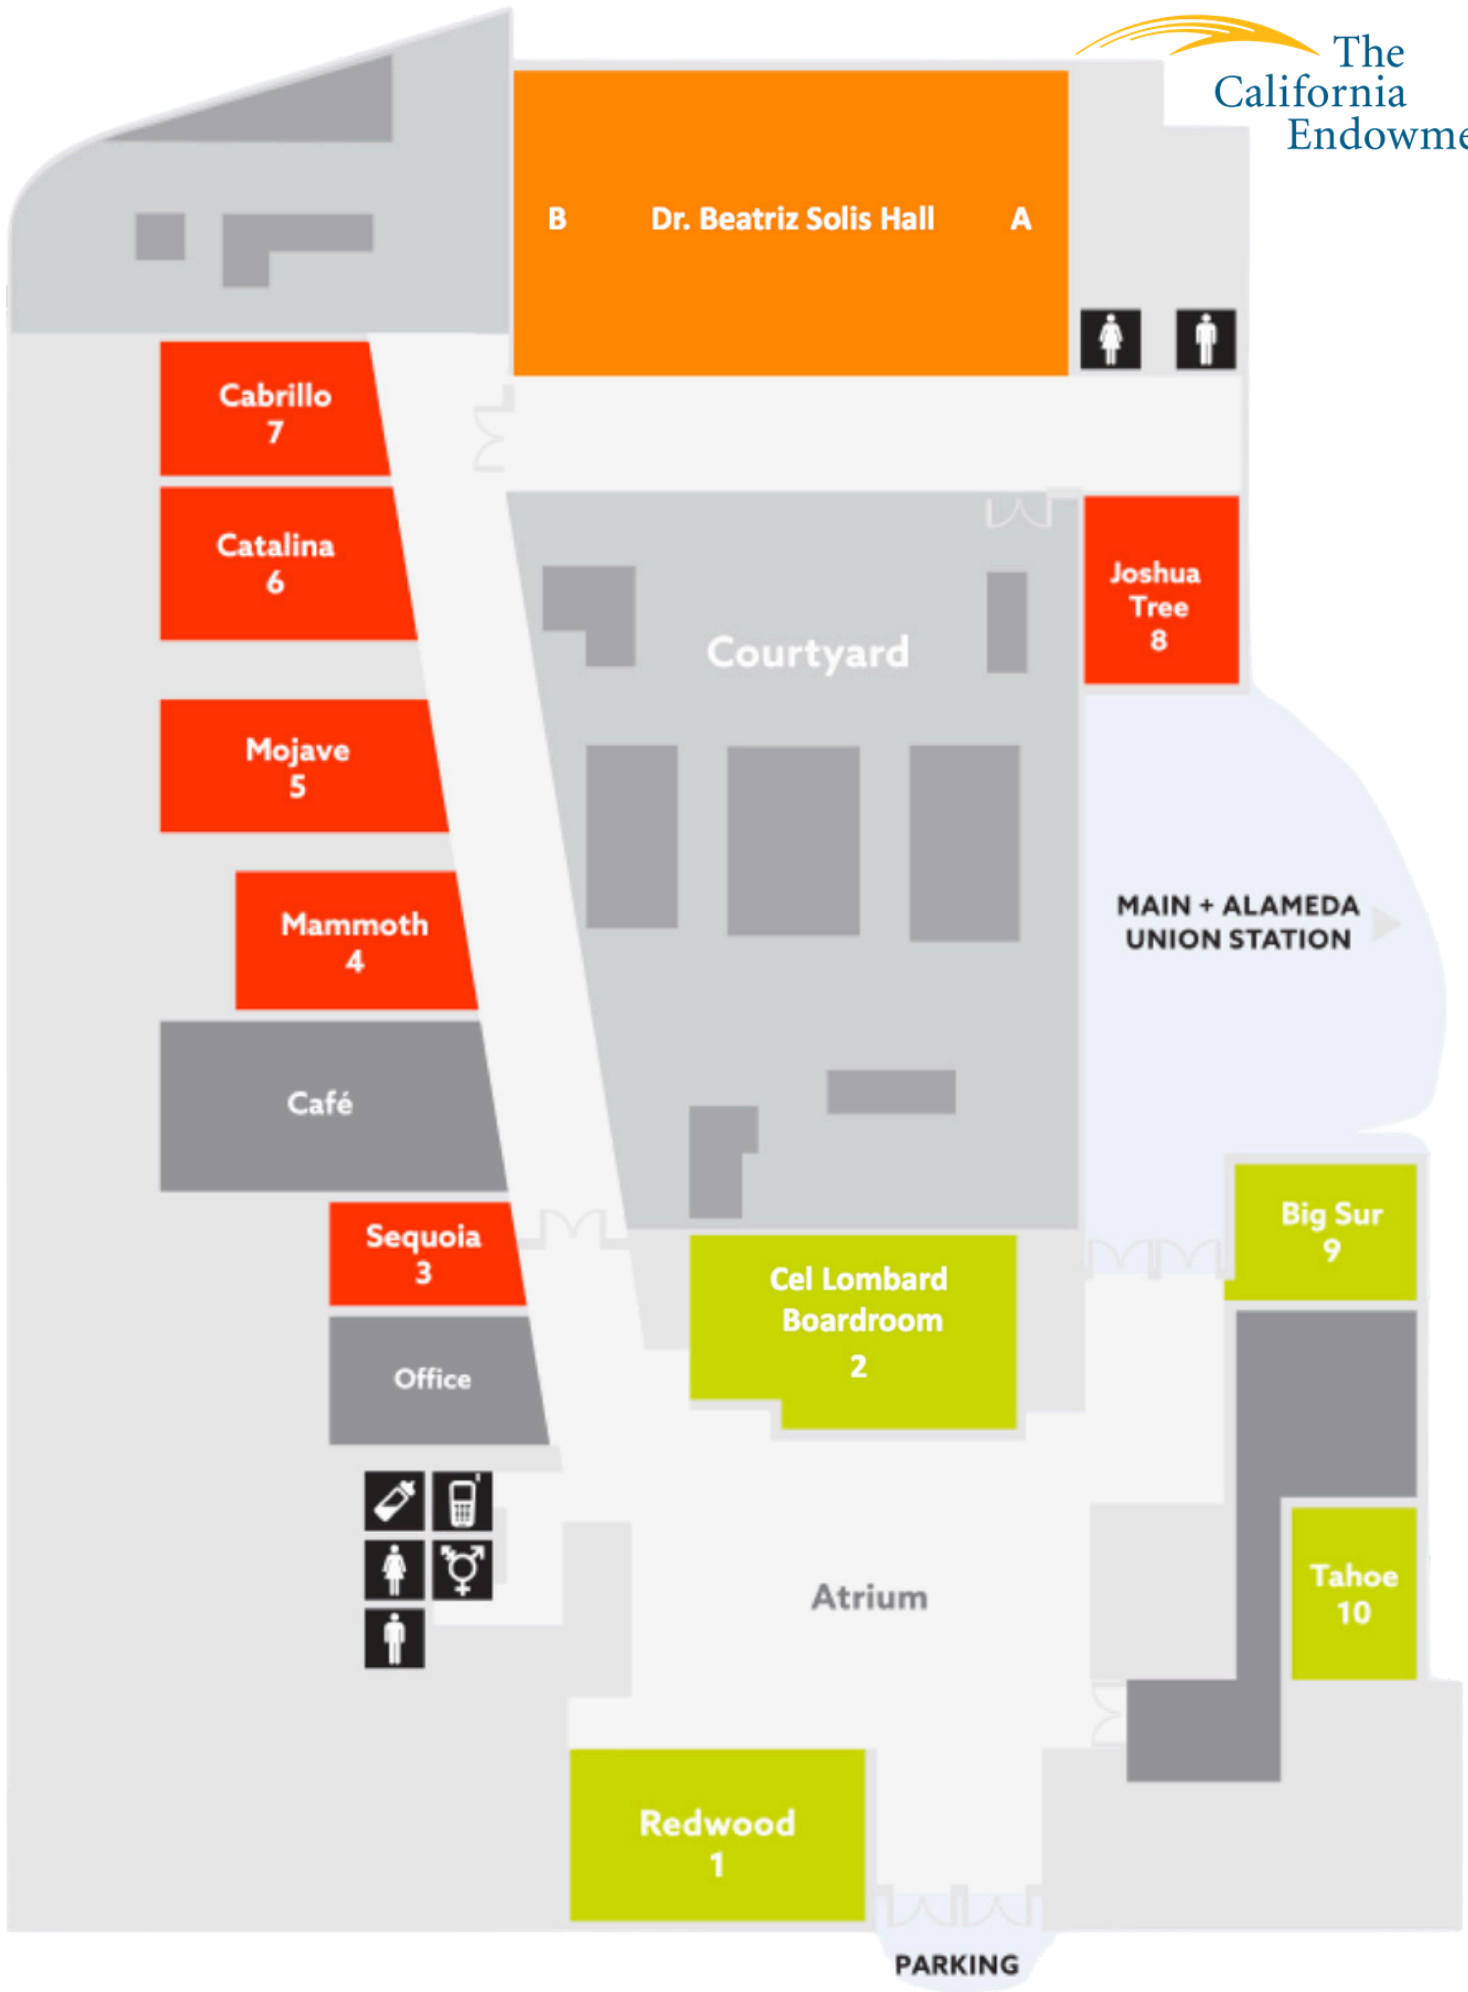 The
California
Endowme
B Dr. Beatriz Solis Hall A
Cabrillo
7
Catalina
6
Joshua
Tree
8
Courtyard
Mojave
5
Mammoth
4
MAIN + ALAMEDA
UNION STATION
Café
Sequoia
3
Big Sur
9
Cel Lombard
Boardroom
2
Office
Atrium
Tahoe
10
Redwood
1
PARKING